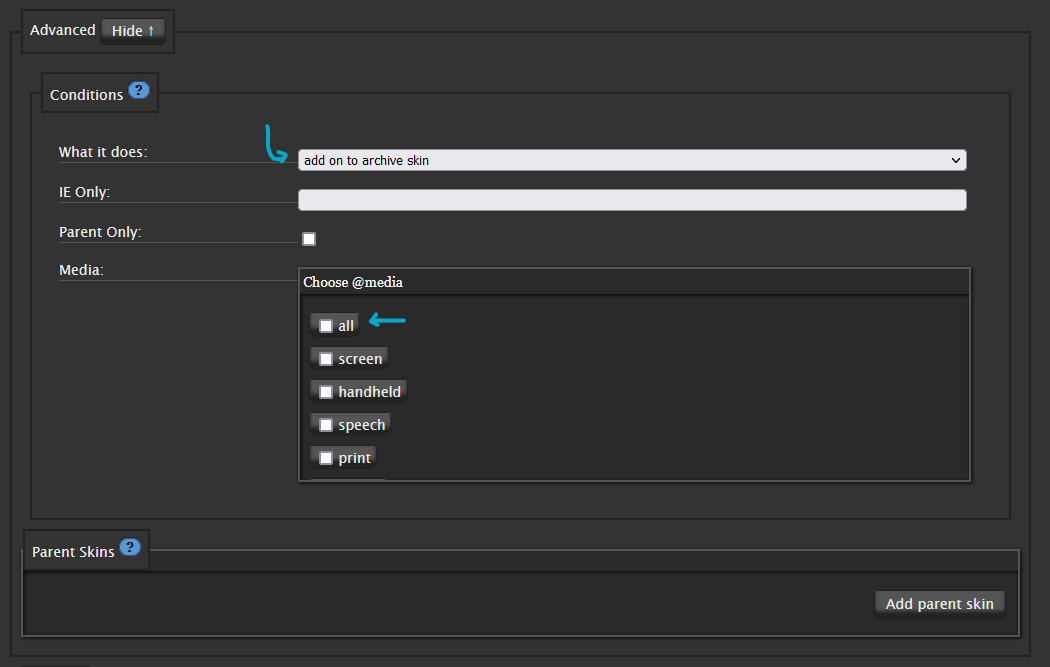 Advanced Hide ↑
Conditions ?
What it does: add on to archive skin
IE Only:
Parent Only:
Media: Choose @media
all
screen
handheld
speech
print
Parent Skins ?
Add parent skin